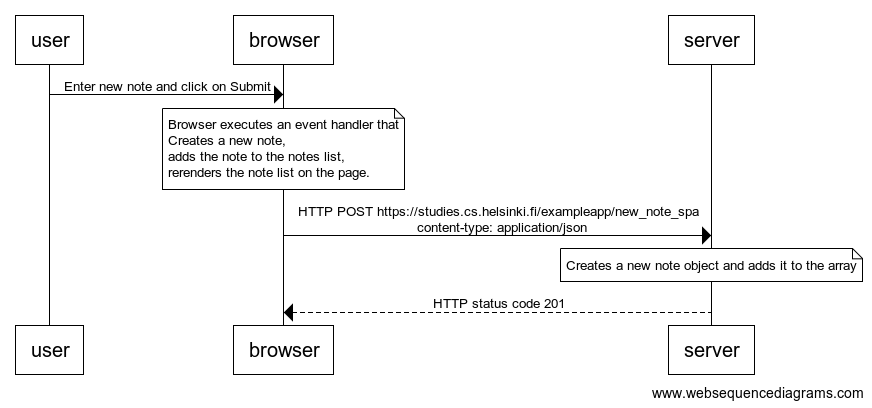 user
browser
server
Enter new note and click on Submit
Browser executes an event handler that
Creates a new note,
adds the note to the notes list,
rerenders the note list on the page.
HTTP POST https://studies.cs.helsinki.fi/exampleapp/new_note_spa
content-type: application/json
Creates a new note object and adds it to the array
HTTP status code 201
user
browser
server
www.websequencediagrams.com